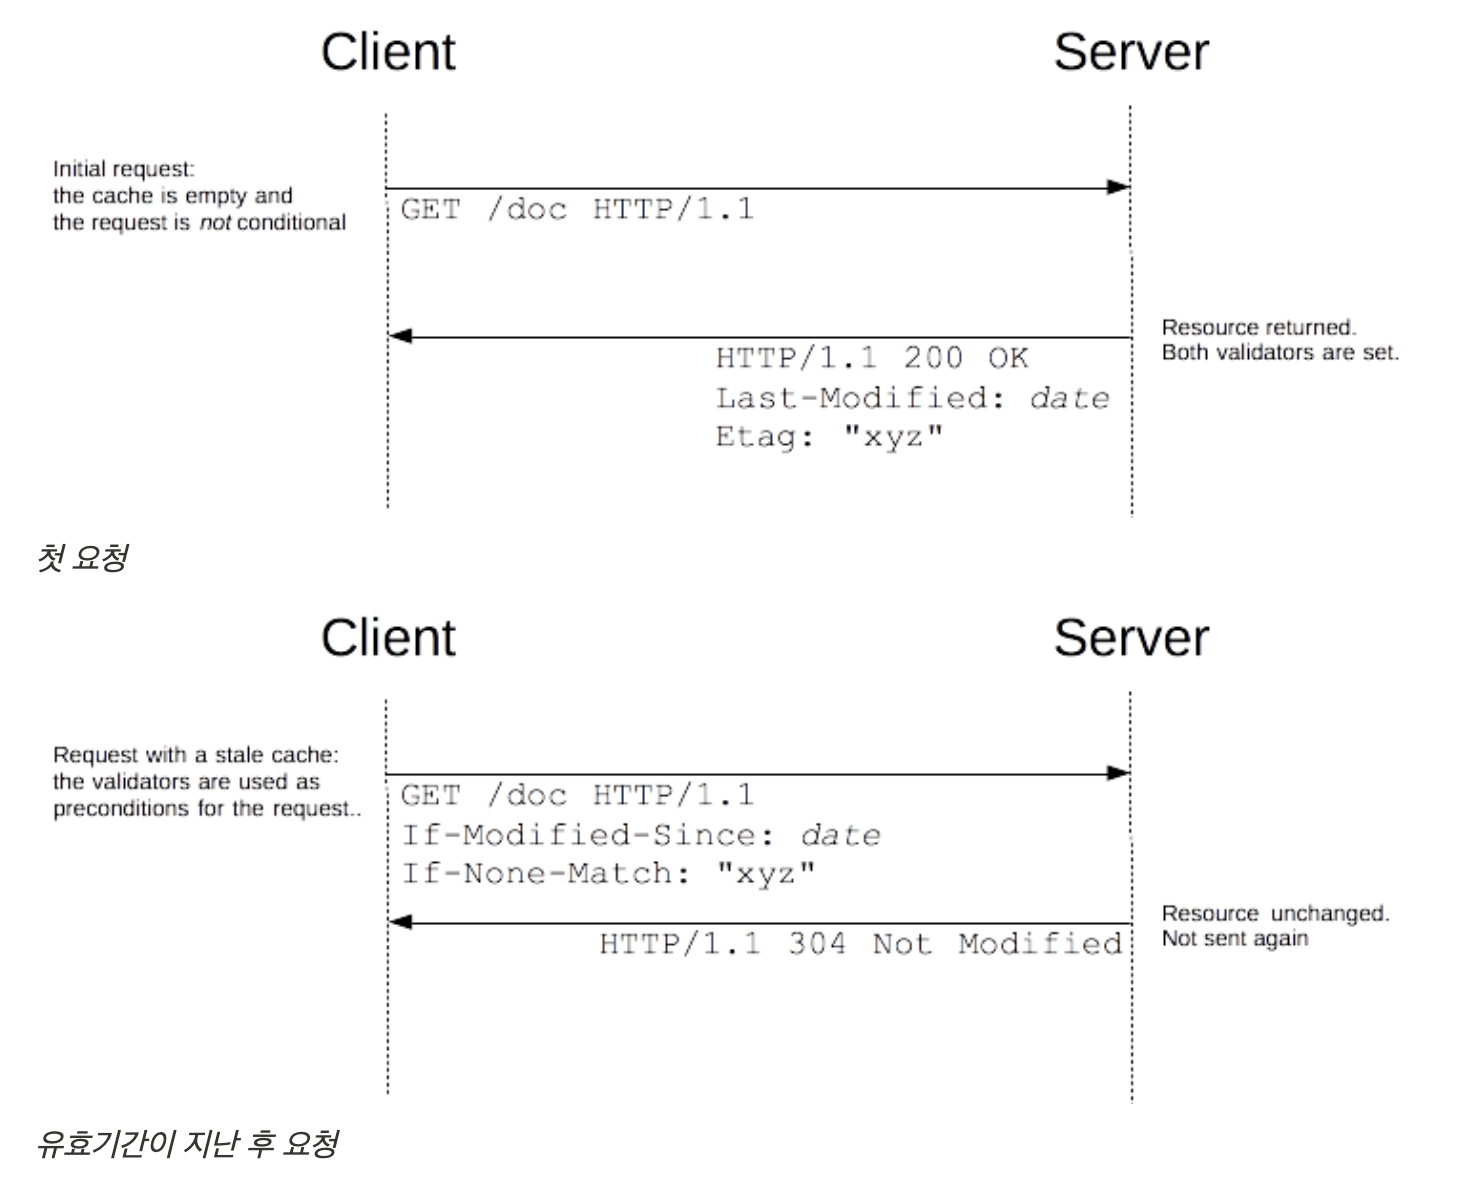 Client
Server
Initial request:
the cache is empty and
the request is not conditional
GET /doc HTTP/1.1
Resource returned.
Both validators are set.
HTTP/1.1 200 OK
Last-Modified: date
Etag: "xyz"
첫 요청
Client
Server
Request with a stale cache:
the validators are used as
preconditions for the request..
GET /doc HTTP/1.1
If-Modified-Since: date
If-None-Match: "xyz"
Resource unchanged.
Not sent again
HTTP/1.1 304 Not Modified
유효기간이 지난 후 요청